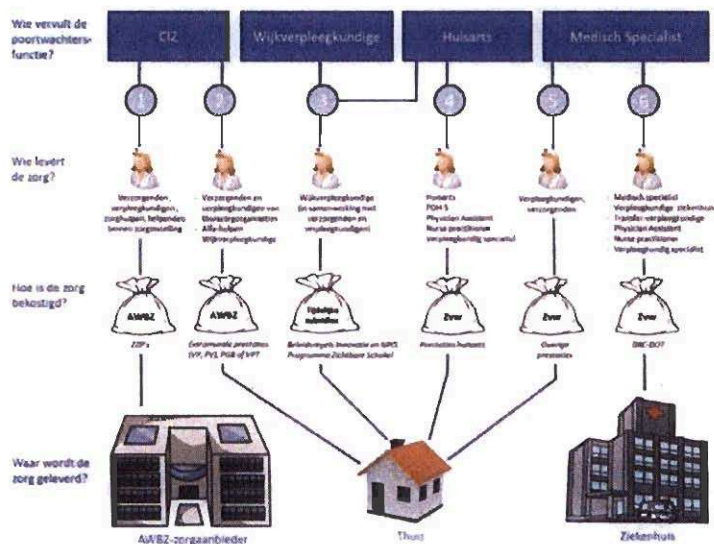 Wie vervult de
poortwachters-
functie?
CIZ
Wijkverpleegkundige
Huisarts
Medisch Specialist
1
2
3
4
5
6
Wie levert
de zorg?
Verzorgenden,
verpleegkundigen,
zorghulpen, helpenden
binnen zorginstelling
- Verzorgenden en
verpleegkundigen van
thuiszorgorganisaties
- Alfa-hulpen
- Wijkverpleegkundige
Wijkverpleegkundige
(in samenwerking met
verzorgenden en
verpleegkundigen)
Huisarts
POH-S
Physician Assistant
Nurse practitioner
Verpleegkundig specialist
Verpleegkundigen,
verzorgenden
- Medisch specialist
- Verpleegkundige ziekenhuis
- Transfer verpleegkundige
- Physician Assistant
- Nurse practitioner
- Verpleegkundig specialist
Hoe is de zorg
bekostigd?
AWBZ
AWBZ
Tijdelijke
subsidies
Zvw
Zvw
Zvw
ZZP's
Extramurale prestaties
(VP, PV), PGB of VPT
Beleidsregels Innovatie en
Programma Zichtbare Schakel
Prestaties huisarts
Overige
prestaties
DBC-DOT
Waar wordt de
zorg geleverd?
AWBZ-zorgaanbieder
Thuis
Ziekenhuis